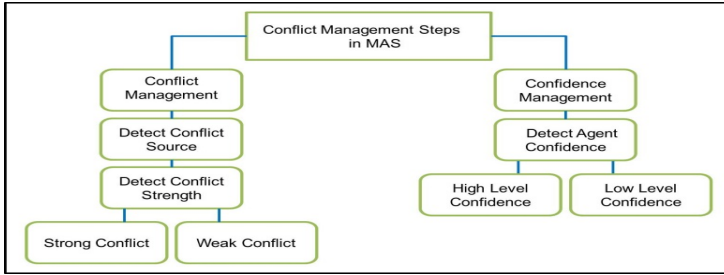 Conflict Management Steps
in MAS
Conflict
Management
Confidence
Management
Detect Conflict
Source
Detect Agent
Confidence
Detect Conflict
Strength
High Level
Confidence
Low Level
Confidence
Strong Conflict
Weak Conflict